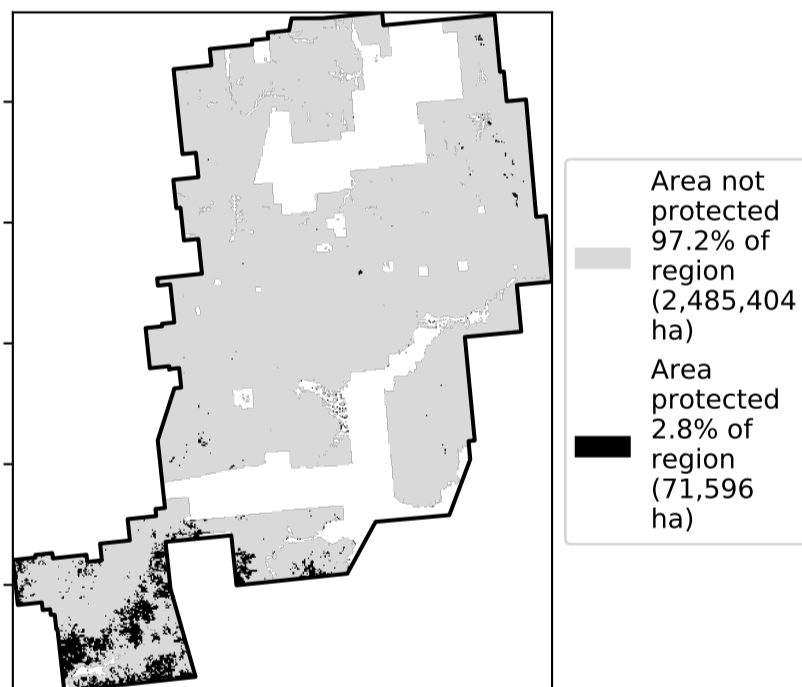 Area not
protected
97.2% of
region
(2,485,404
ha)
Area
protected
2.8% of
region
(71,596
ha)